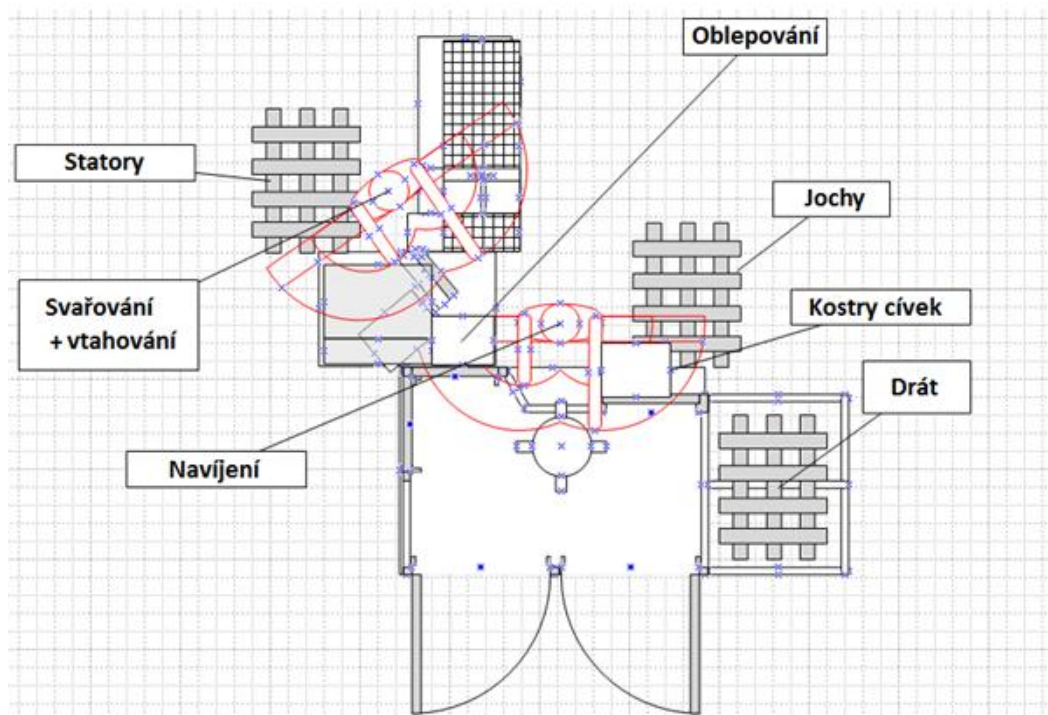 Oblepování
Statory
Jochy
Svařování
+ vtahování
Kostry cívek
Drát
Navíjení